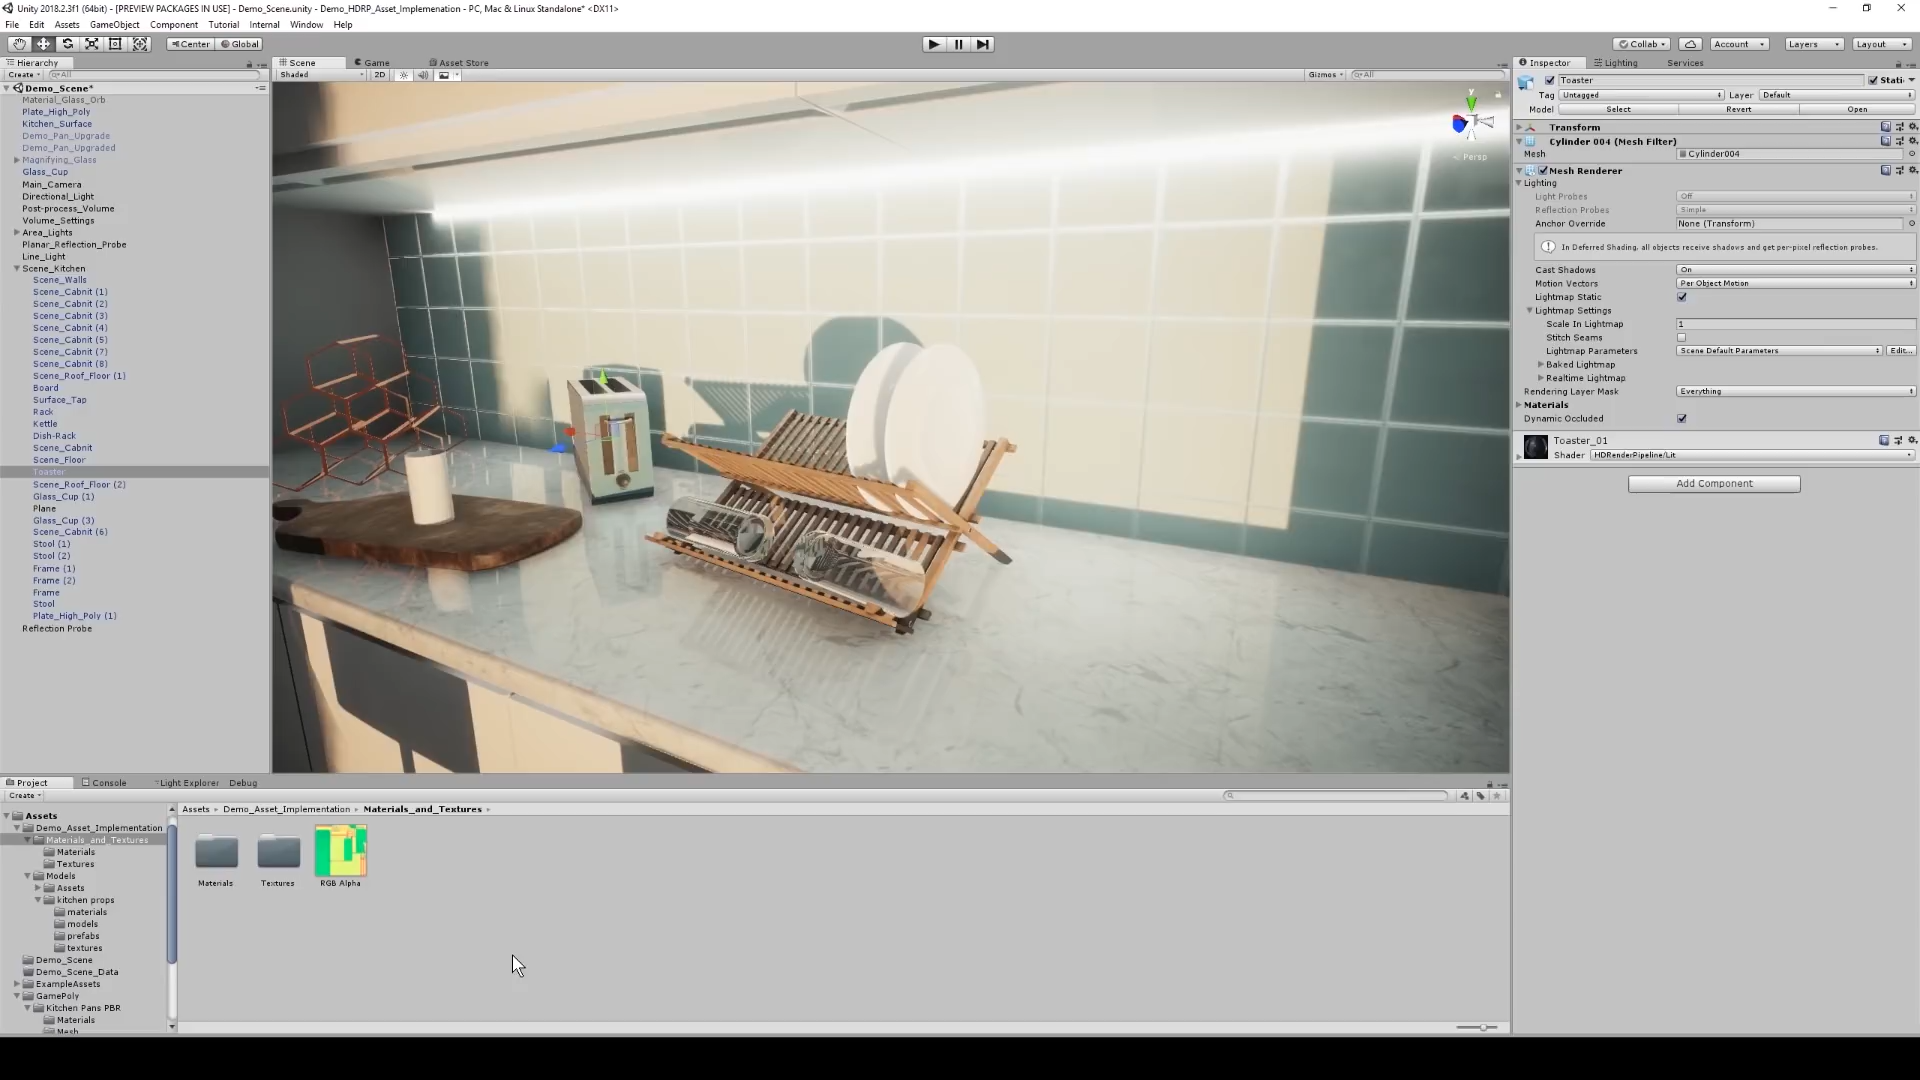 Unity 2018.2.3f1 (64bit) - [PREVIEW PACKAGES IN USE] - Demo_Scene.unity - Demo_HDRP_Asset_Implemenation - PC, Mac & Linux Standalone* <DX11>
File Edit Assets GameObject Component Tutorial Internal Window Help
Center Global Collab Account Layers Layout
Hierarchy
Create All
Demo_Scene*
Material_Glass_Orb
Plate_High_Poly
Kitchen_Surface
Demo_Pan_Upgrade
Demo_Pan_Upgraded
Magnifying_Glass
Glass_Cup
Main_Camera
Directional_Light
Post-process_Volume
Volume_Settings
Area_Lights
Planar_Reflection_Probe
Line_Light
Scene_Kitchen
Scene_Walls
Scene_Cabnit (1)
Scene_Cabnit (2)
Scene_Cabnit (3)
Scene_Cabnit (4)
Scene_Cabnit (5)
Scene_Cabnit (7)
Scene_Cabnit (8)
Scene_Roof_Floor (1)
Board
Surface_Tap
Rack
Kettle
Dish-Rack
Scene_Cabnit
Scene_Floor
Toaster
Scene_Roof_Floor (2)
Glass_Cup (1)
Plane
Glass_Cup (3)
Scene_Cabnit (6)
Stool (1)
Stool (2)
Frame (1)
Frame (2)
Frame
Stool
Plate_High_Poly (1)
Reflection Probe
Scene Game Asset Store
Shaded 2D Gizmos All
y
Persp
Inspector Lighting Services
Toaster Stati
Tag Untagged Layer Default
Model Select Revert Open
Transform
Cylinder 004 (Mesh Filter)
Mesh Cylinder004
Mesh Renderer
Lighting
Light Probes Off
Reflection Probes Simple
Anchor Override None (Transform)
In Deferred Shading, all objects receive shadows and get per-pixel reflection probes.
Cast Shadows On
Motion Vectors Per Object Motion
Lightmap Static
Lightmap Settings
Scale In Lightmap 1
Stitch Seams
Lightmap Parameters Scene Default Parameters Edit...
Baked Lightmap
Realtime Lightmap
Rendering Layer Mask Everything
Materials
Dynamic Occluded
Toaster_01
Shader HDRenderPipeline/Lit
Add Component
Project Console Light Explorer Debug
Create
Assets
Demo_Asset_Implementation
Materials_and_Textures
Materials
Textures
Models
Assets
kitchen props
materials
models
prefabs
textures
Demo_Scene
Demo_Scene_Data
ExampleAssets
GamePoly
Kitchen Pans PBR
Materials
Mesh
Assets Demo_Asset_Implementation Materials_and_Textures
Materials Textures RGB Alpha